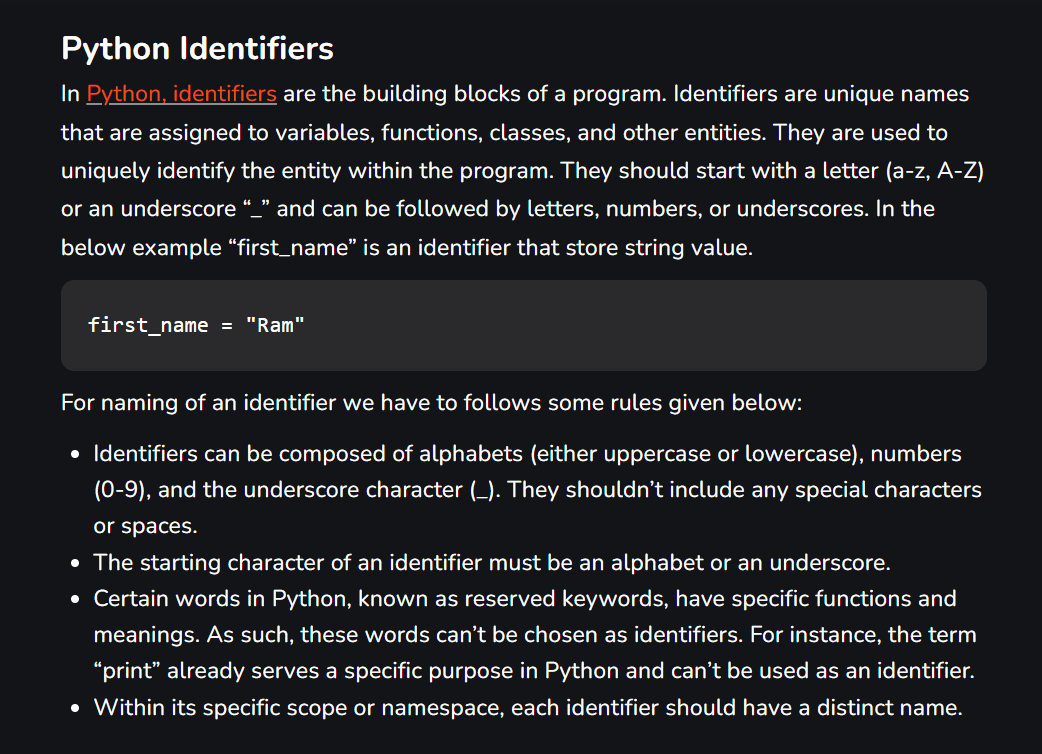 Python Identifiers
In Python, identifiers are the building blocks of a program. Identifiers are unique names
that are assigned to variables, functions, classes, and other entities. They are used to
uniquely identify the entity within the program. They should start with a letter (a-z, A-Z)
or an underscore “_” and can be followed by letters, numbers, or underscores. In the
below example “first_name” is an identifier that store string value.
first_name = "Ram"
For naming of an identifier we have to follows some rules given below:
• Identifiers can be composed of alphabets (either uppercase or lowercase), numbers
(0-9), and the underscore character (_). They shouldn’t include any special characters
or spaces.
• The starting character of an identifier must be an alphabet or an underscore.
• Certain words in Python, known as reserved keywords, have specific functions and
meanings. As such, these words can’t be chosen as identifiers. For instance, the term
“print” already serves a specific purpose in Python and can’t be used as an identifier.
• Within its specific scope or namespace, each identifier should have a distinct name.